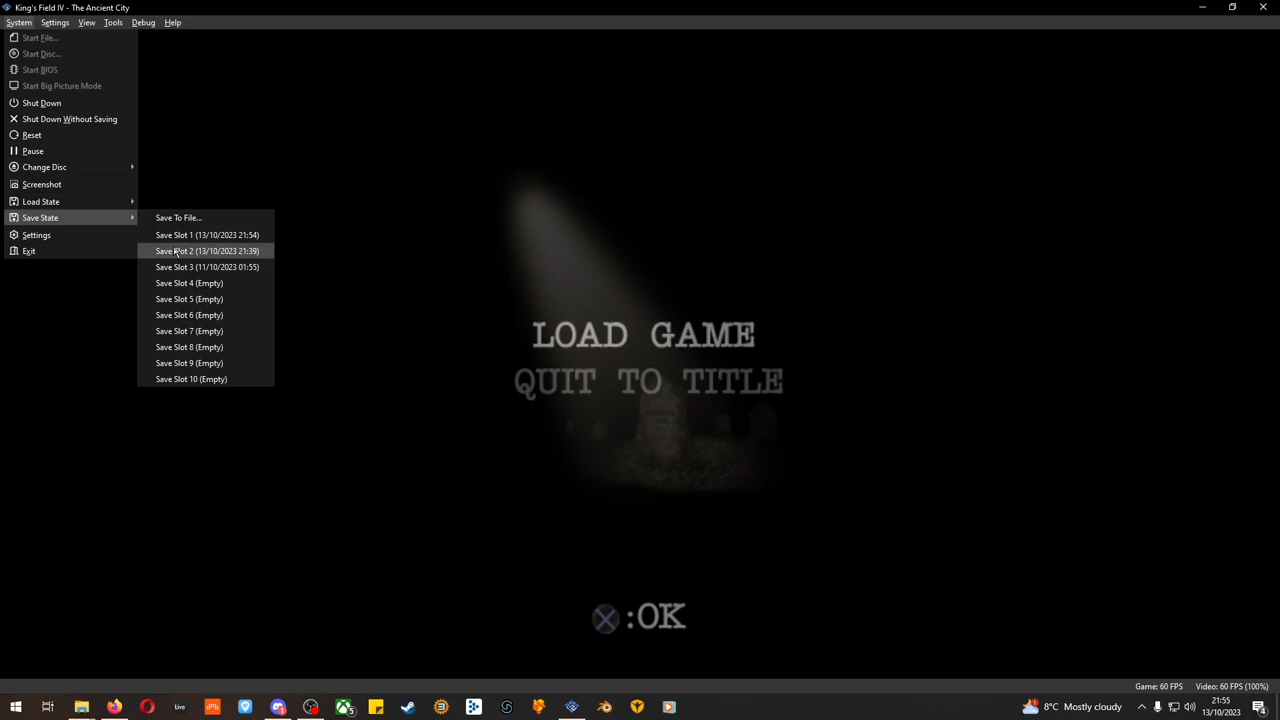 King's Field IV - The Ancient City
System Settings View Tools Debug Help
Start File...
Start Disc...
Start BIOS
Start Big Picture Mode
Shut Down
Shut Down Without Saving
Reset
Pause
Change Disc
Screenshot
Load State
Save State
Settings
Exit
Save To File...
Save Slot 1 (13/10/2023 21:54)
Save Slot 2 (13/10/2023 21:39)
Save Slot 3 (11/10/2023 01:55)
Save Slot 4 (Empty)
Save Slot 5 (Empty)
Save Slot 6 (Empty)
Save Slot 7 (Empty)
Save Slot 8 (Empty)
Save Slot 9 (Empty)
Save Slot 10 (Empty)
LOAD GAME
QUIT TO TITLE
:OK
Game: 60 FPS Video: 60 FPS (100%)
Live
5
1
8°C Mostly cloudy
21:55
13/10/2023
4